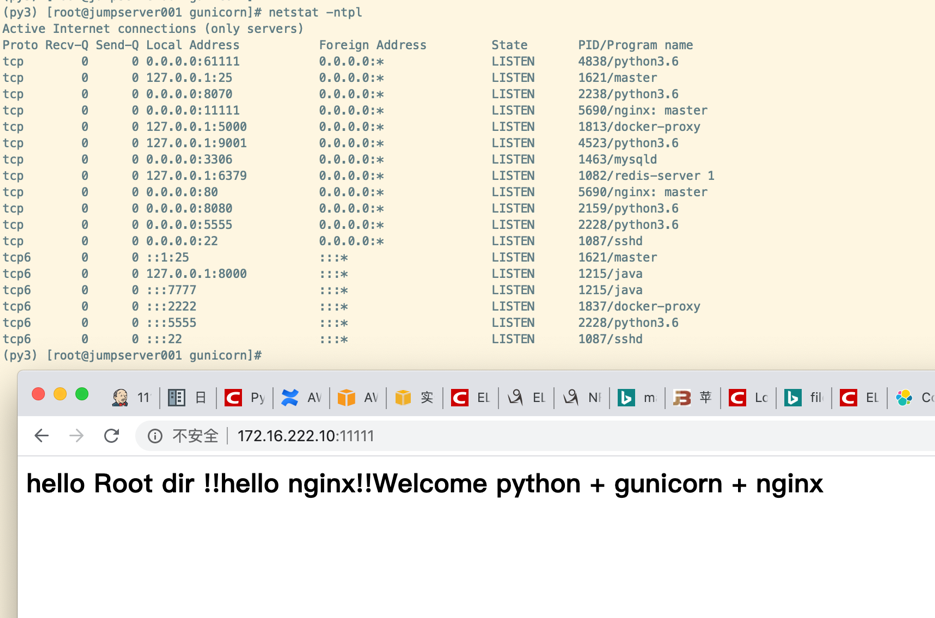 (py3) [root@jumpserver001 gunicorn]# netstat -ntpl
Active Internet connections (only servers)
Proto Recv-Q Send-Q Local Address           Foreign Address         State       PID/Program name
tcp        0      0 0.0.0.0:61111           0.0.0.0:*               LISTEN      4838/python3.6
tcp        0      0 127.0.0.1:25            0.0.0.0:*               LISTEN      1621/master
tcp        0      0 0.0.0.0:8070            0.0.0.0:*               LISTEN      2238/python3.6
tcp        0      0 0.0.0.0:11111           0.0.0.0:*               LISTEN      5690/nginx: master
tcp        0      0 127.0.0.1:5000          0.0.0.0:*               LISTEN      1813/docker-proxy
tcp        0      0 127.0.0.1:9001          0.0.0.0:*               LISTEN      4523/python3.6
tcp        0      0 0.0.0.0:3306            0.0.0.0:*               LISTEN      1463/mysqld
tcp        0      0 127.0.0.1:6379          0.0.0.0:*               LISTEN      1082/redis-server 1
tcp        0      0 0.0.0.0:80              0.0.0.0:*               LISTEN      5690/nginx: master
tcp        0      0 0.0.0.0:8080            0.0.0.0:*               LISTEN      2159/python3.6
tcp        0      0 0.0.0.0:5555            0.0.0.0:*               LISTEN      2228/python3.6
tcp        0      0 0.0.0.0:22              0.0.0.0:*               LISTEN      1087/sshd
tcp6       0      0 ::1:25                  :::*                    LISTEN      1621/master
tcp6       0      0 127.0.0.1:8000          :::*                    LISTEN      1215/java
tcp6       0      0 :::7777                 :::*                    LISTEN      1215/java
tcp6       0      0 :::2222                 :::*                    LISTEN      1837/docker-proxy
tcp6       0      0 :::5555                 :::*                    LISTEN      2228/python3.6
tcp6       0      0 :::22                   :::*                    LISTEN      1087/sshd
(py3) [root@jumpserver001 gunicorn]#
11 日 Py AV AV 实 EL EL NF m 苹 Lo file EL Co
不安全 172.16.222.10:11111
hello Root dir !!hello nginx!!Welcome python + gunicorn + nginx